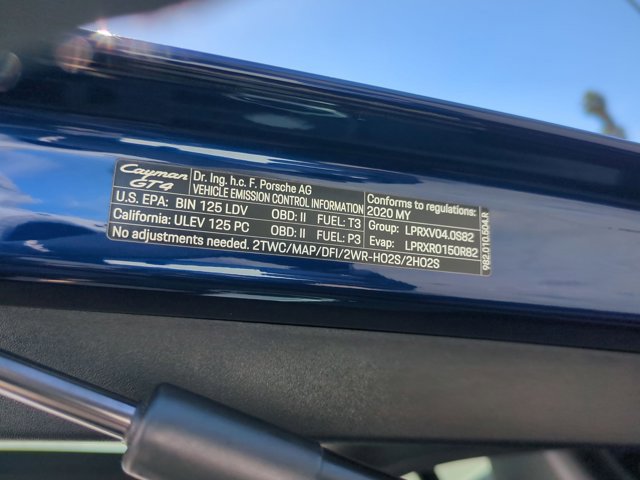 Cayman GT4
Dr. Ing. h.c. F. Porsche AG
VEHICLE EMISSION CONTROL INFORMATION
Conforms to regulations:
2020 MY
U.S. EPA: BIN 125 LDV OBD: II FUEL: T3
Group: LPRXV04.0S82
California: ULEV 125 PC OBD: II FUEL: P3
Evap: LPRXR0150R82
No adjustments needed. 2TWC/MAP/DFI/2WR-HO2S/2HO2S
982.010.504.R